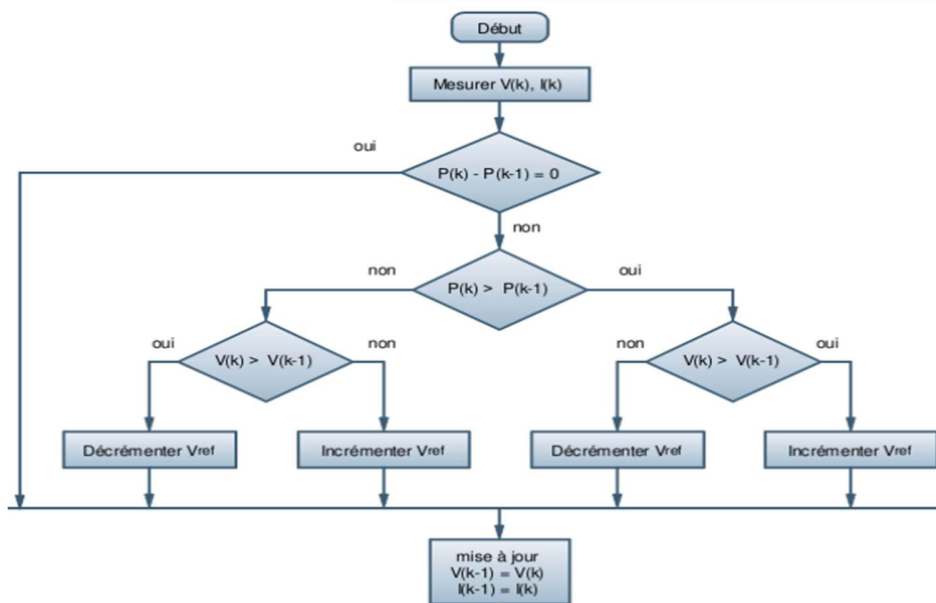 Début
Mesurer V(k), I(k)
oui
P(k) - P(k-1) = 0
non
non
oui
P(k) > P(k-1)
oui
non
V(k) > V(k-1)
non
oui
V(k) > V(k-1)
Décrémenter Vref
Incrémenter Vref
Décrémenter Vref
Incrémenter Vref
mise à jour
V(k-1) = V(k)
I(k-1) = I(k)